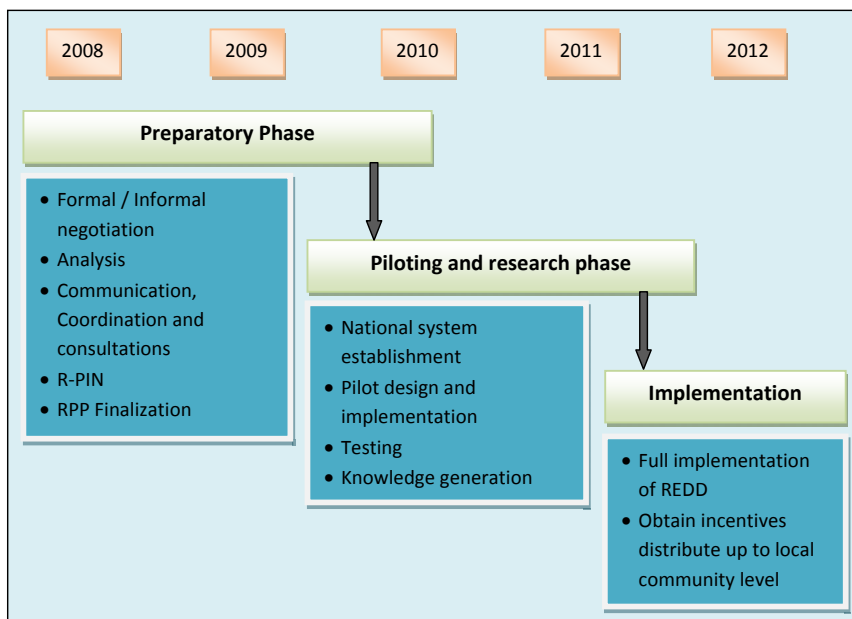 2008
2009
2010
2011
2012
Preparatory Phase
• Formal / Informal
negotiation
• Analysis
• Communication,
Coordination and
consultations
• R-PIN
• RPP Finalization
Piloting and research phase
• National system
establishment
• Pilot design and
implementation
• Testing
• Knowledge generation
Implementation
• Full implementation
of REDD
• Obtain incentives
distribute up to local
community level